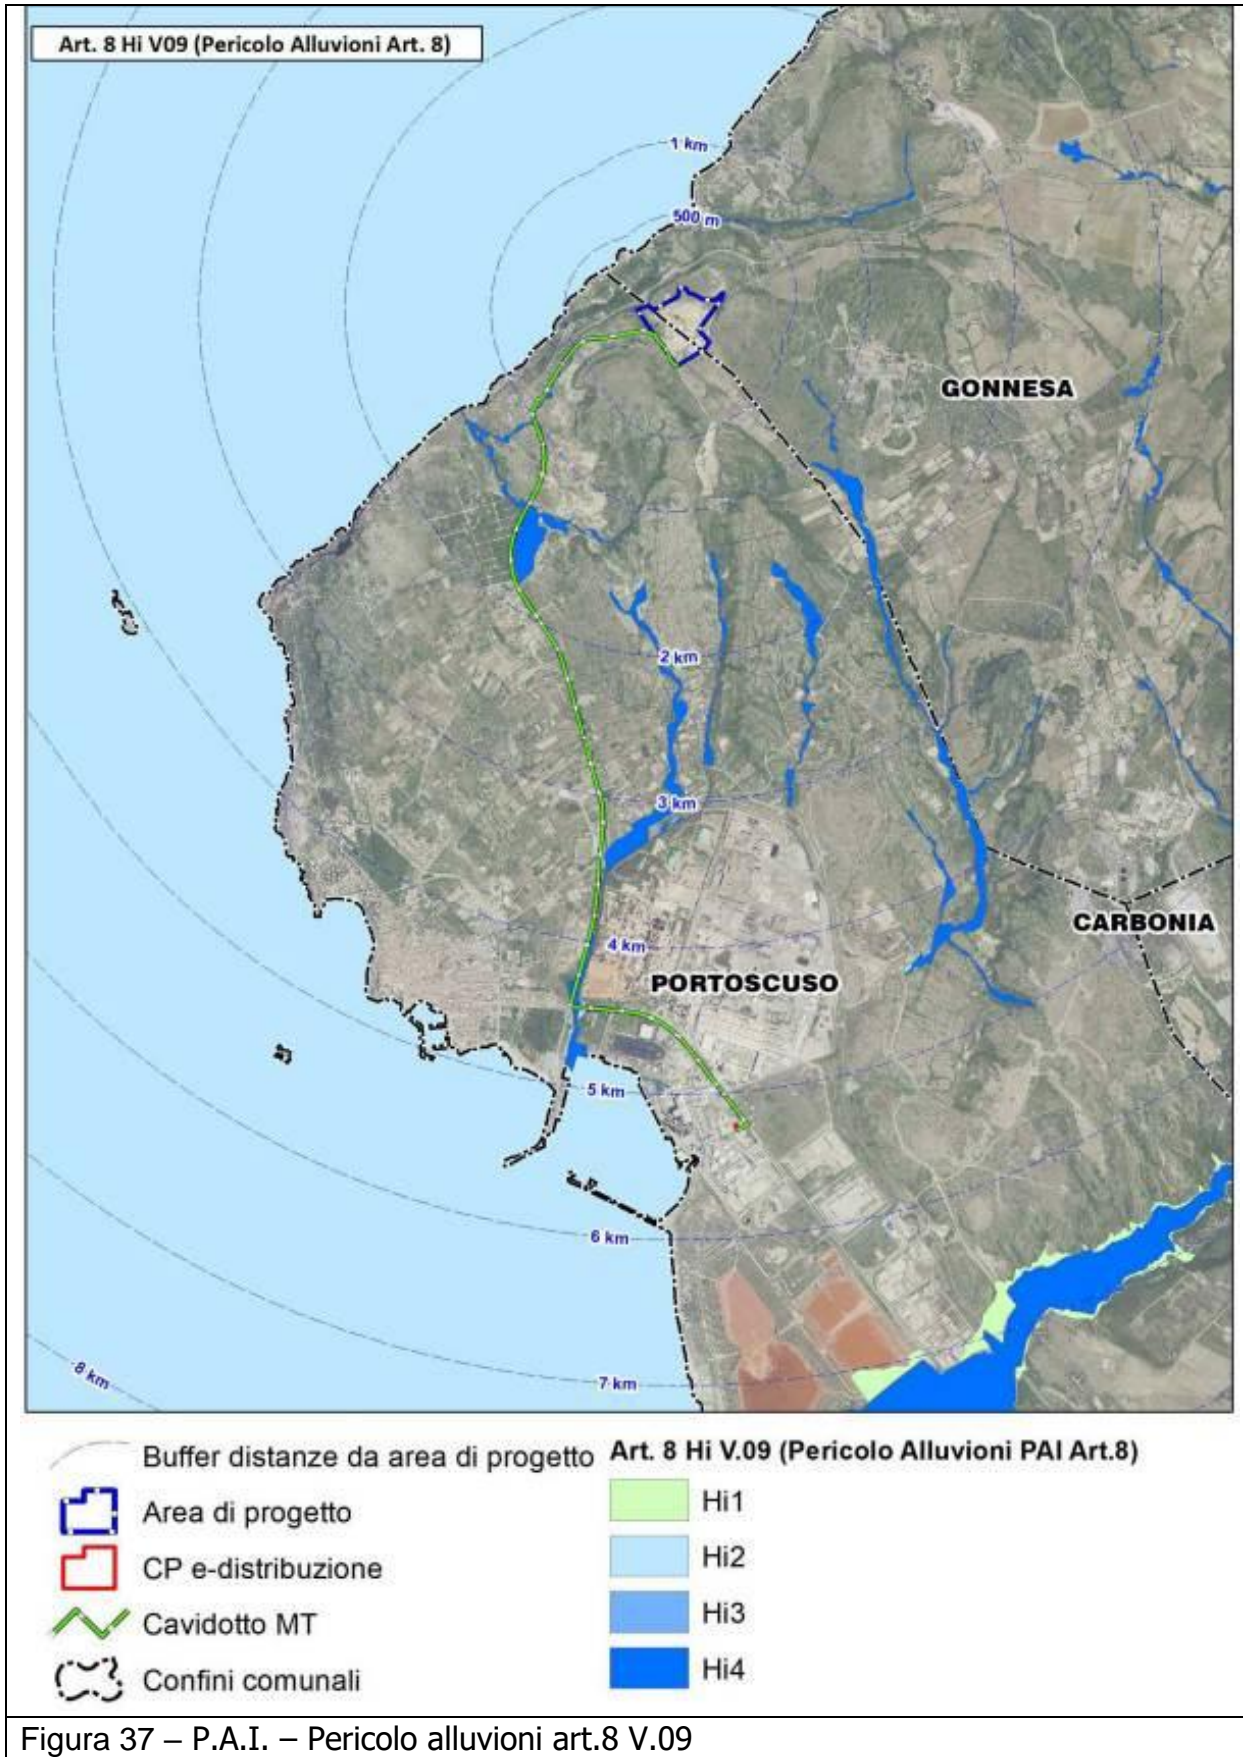 Art. 8 Hi V09 (Pericolo Alluvioni Art. 8)
1 km
500 m
GONNESA
2 km
3 km
CARBONIA
4 km
PORTOSCUSO
5 km
6 km
8 km
7 km
Buffer distanze da area di progetto
Area di progetto
CP e-distribuzione
Cavidotto MT
Confini comunali
Art. 8 Hi V.09 (Pericolo Alluvioni PAI Art.8)
Hi1
Hi2
Hi3
Hi4
Figura 37 – P.A.I. – Pericolo alluvioni art.8 V.09